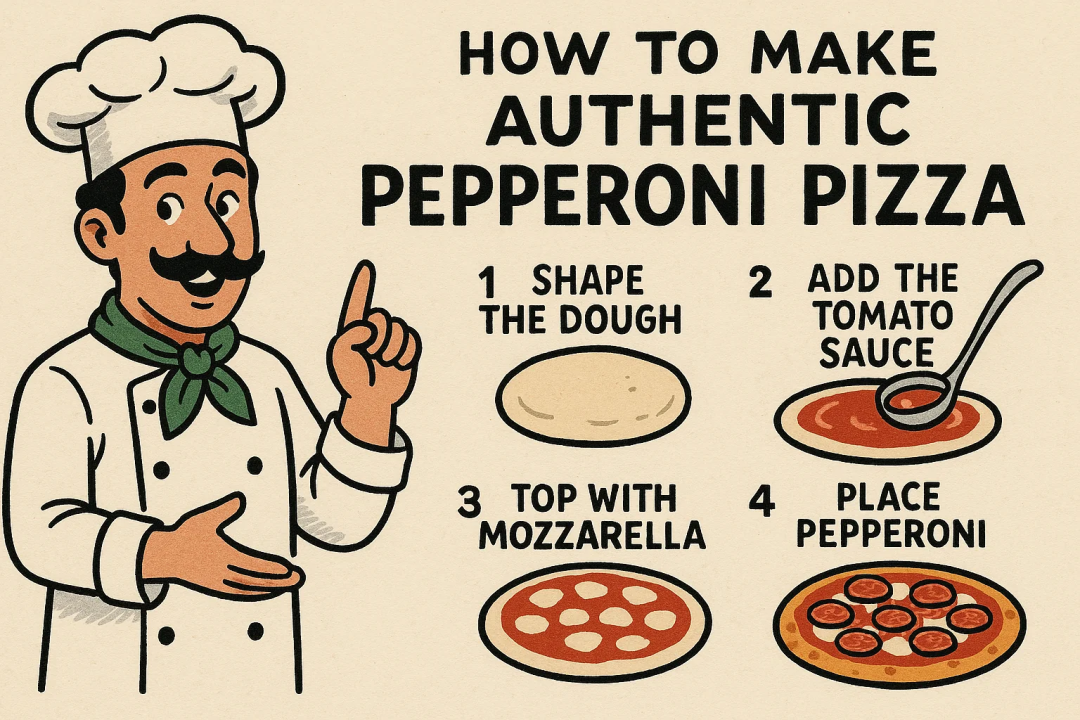 HOW TO MAKE
AUTHENTIC
PEPPERONI PIZZA
1 SHAPE
THE DOUGH
2 ADD THE
TOMATO
SAUCE
3 TOP WITH
MOZZARELLA
4 PLACE
PEPPERONI